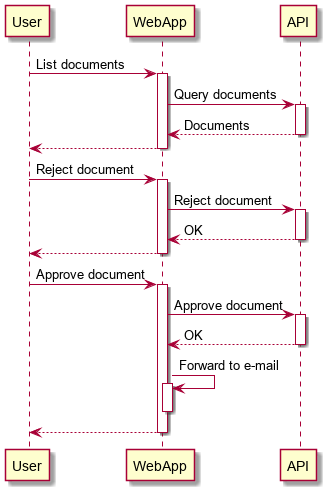 User WebApp API
List documents
Query documents
Documents
Reject document
Reject document
OK
Approve document
Approve document
OK
Forward to e-mail
User WebApp API